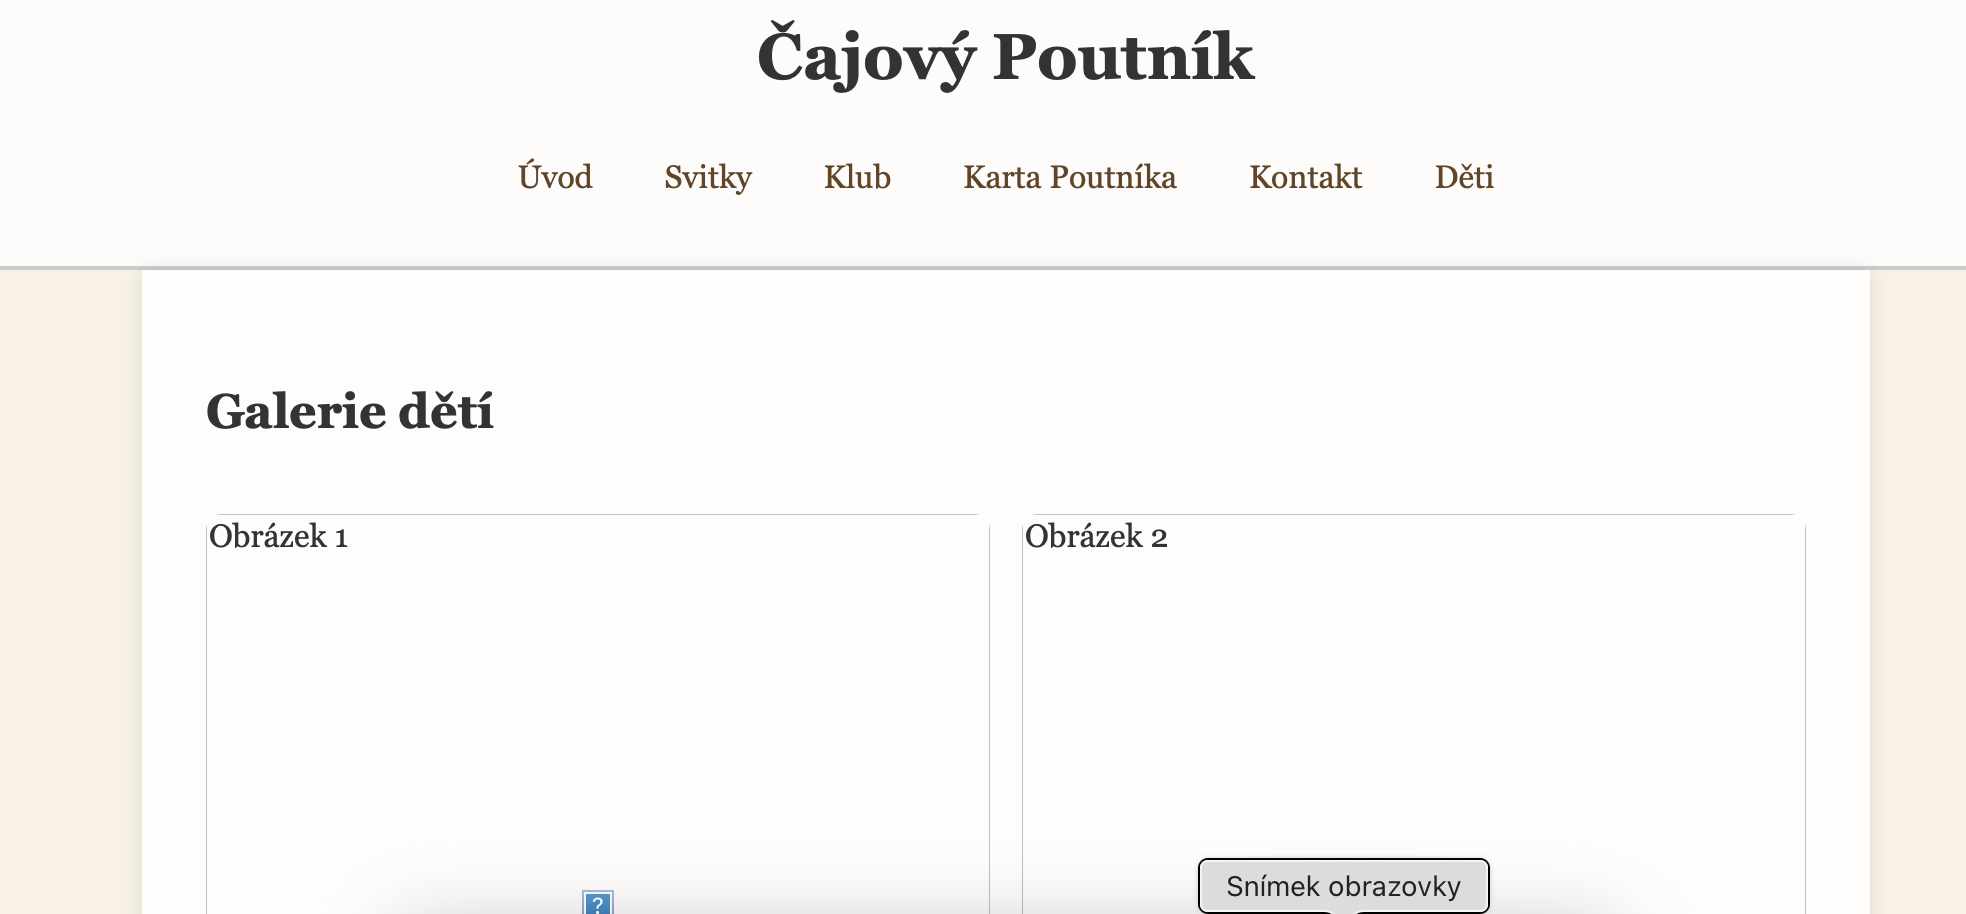 Čajový Poutník
Úvod Svitky Klub Karta Poutníka Kontakt Děti
Galerie dětí
Obrázek 1 Obrázek 2
Snímek obrazovky
?